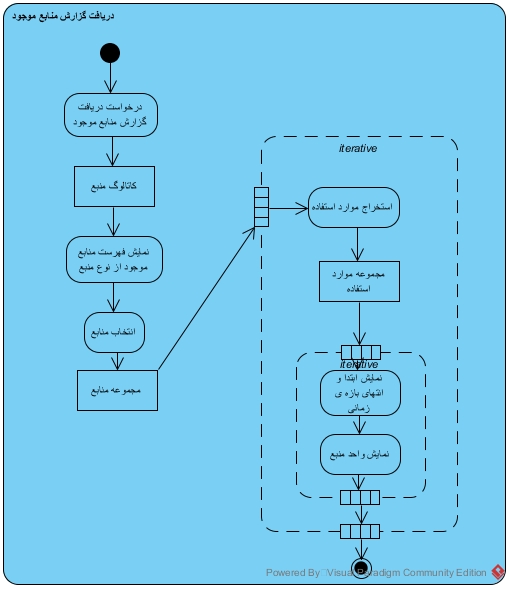 دریافت گزارش منابع موجود
درخواست دریافت
گزارش منابع موجود
کاتالوگ منبع
نمایش فهرست منابع
موجود از نوع منبع
انتخاب منابع
مجموعه منابع
iterative
استخراج موارد استفاده
مجموعه موارد
استفاده
iterative
نمایش ابتدا و
انتهای بازه ی
زمانی
نمایش واحد منبع
Powered By Visual Paradigm Community Edition